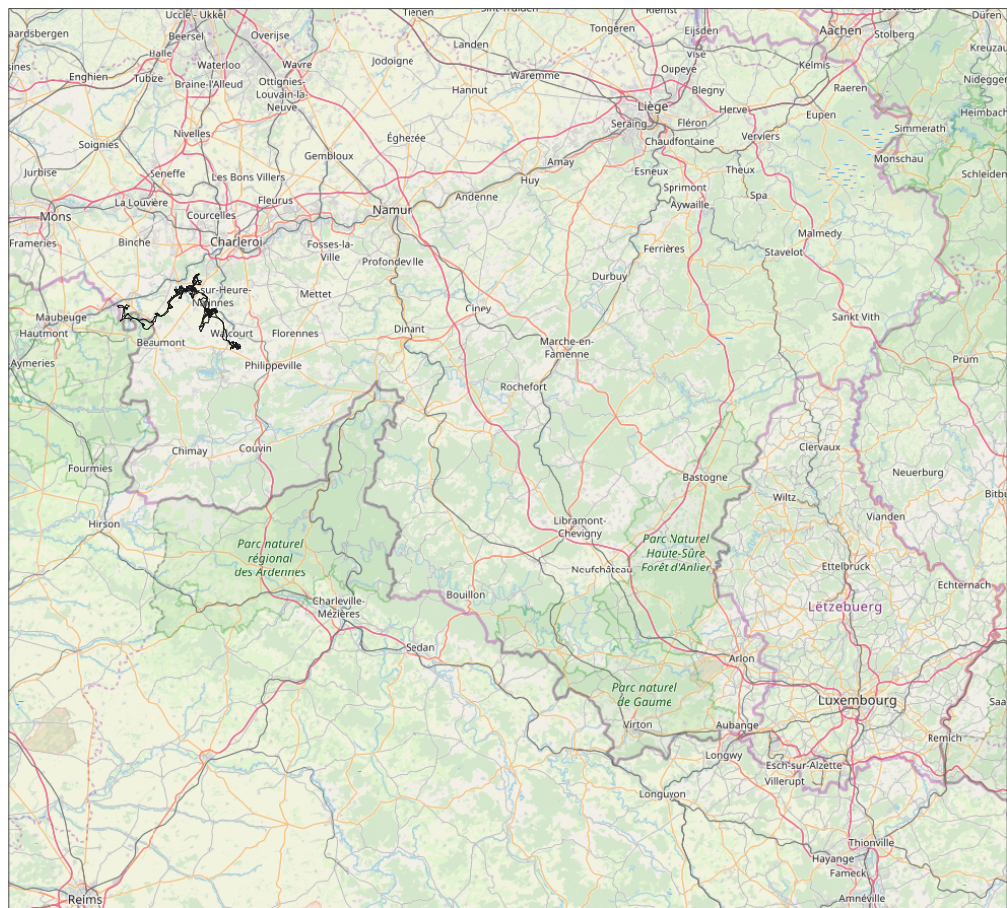 Uccle - Ukkel
Tienen
Riemst
aardsbergen
Beersel
Overijse
Tongeren
Eijsden
Aachen
Düren
Landen
Stolberg
Halle
Waterloo
Wavre
Jodoigne
Visé
Kreuzau
Enghien
Tubize
Waremme
Oupeye
Kelmis
Braine-l'Alleud
Ottignies-
Louvain-la-
Neuve
Hannut
Blegny
Raeren
Nidegger
Liège
Herve
Eupen
Heimbach
Nivelles
Éghezée
Seraing
Fléron
Verviers
Simmerath
Soignies
Chaudfontaine
Gembloux
Amay
Monschau
Jurbise
Seneffe
Les Bons Villers
Huy
Esneux
Theux
Schleiden
Sprimont
Spa
La Louvière
Fleurus
Andenne
Aywaille
Mons
Courcelles
Namur
Malmedy
Frameries
Binche
Charleroi
Fosses-la-
Ville
Ferrières
Stavelot
Profondeville
Durbuy
-sur-Heure-
Mettet
Ciney
Maubeuge
Sankt Vith
Hautmont
Walcourt
Florennes
Dinant
Beaumont
Marche-en-
Famenne
Aymeries
Philippeville
Prüm
Rochefort
Chimay
Couvin
Clervaux
Fourmies
Bastogne
Neuerburg
Wiltz
Bitbu
Hirson
Libramont-
Chevigny
Vianden
Parc naturel
régional
des Ardennes
Parc Naturel
Haute-Sûre
Forêt d'Anlier
Neufchâteau
Ettelbruck
Echternach
Bouillon
Charleville-
Mézières
Lëtzebuerg
Sedan
Arlon
Parc naturel
de Gaume
Luxembourg
Saa
Virton
Aubange
Remich
Longwy
Esch-sur-Alzette
Villerupt
Longuyon
Thionville
Hayange
Fameck
Reims
Amnéville